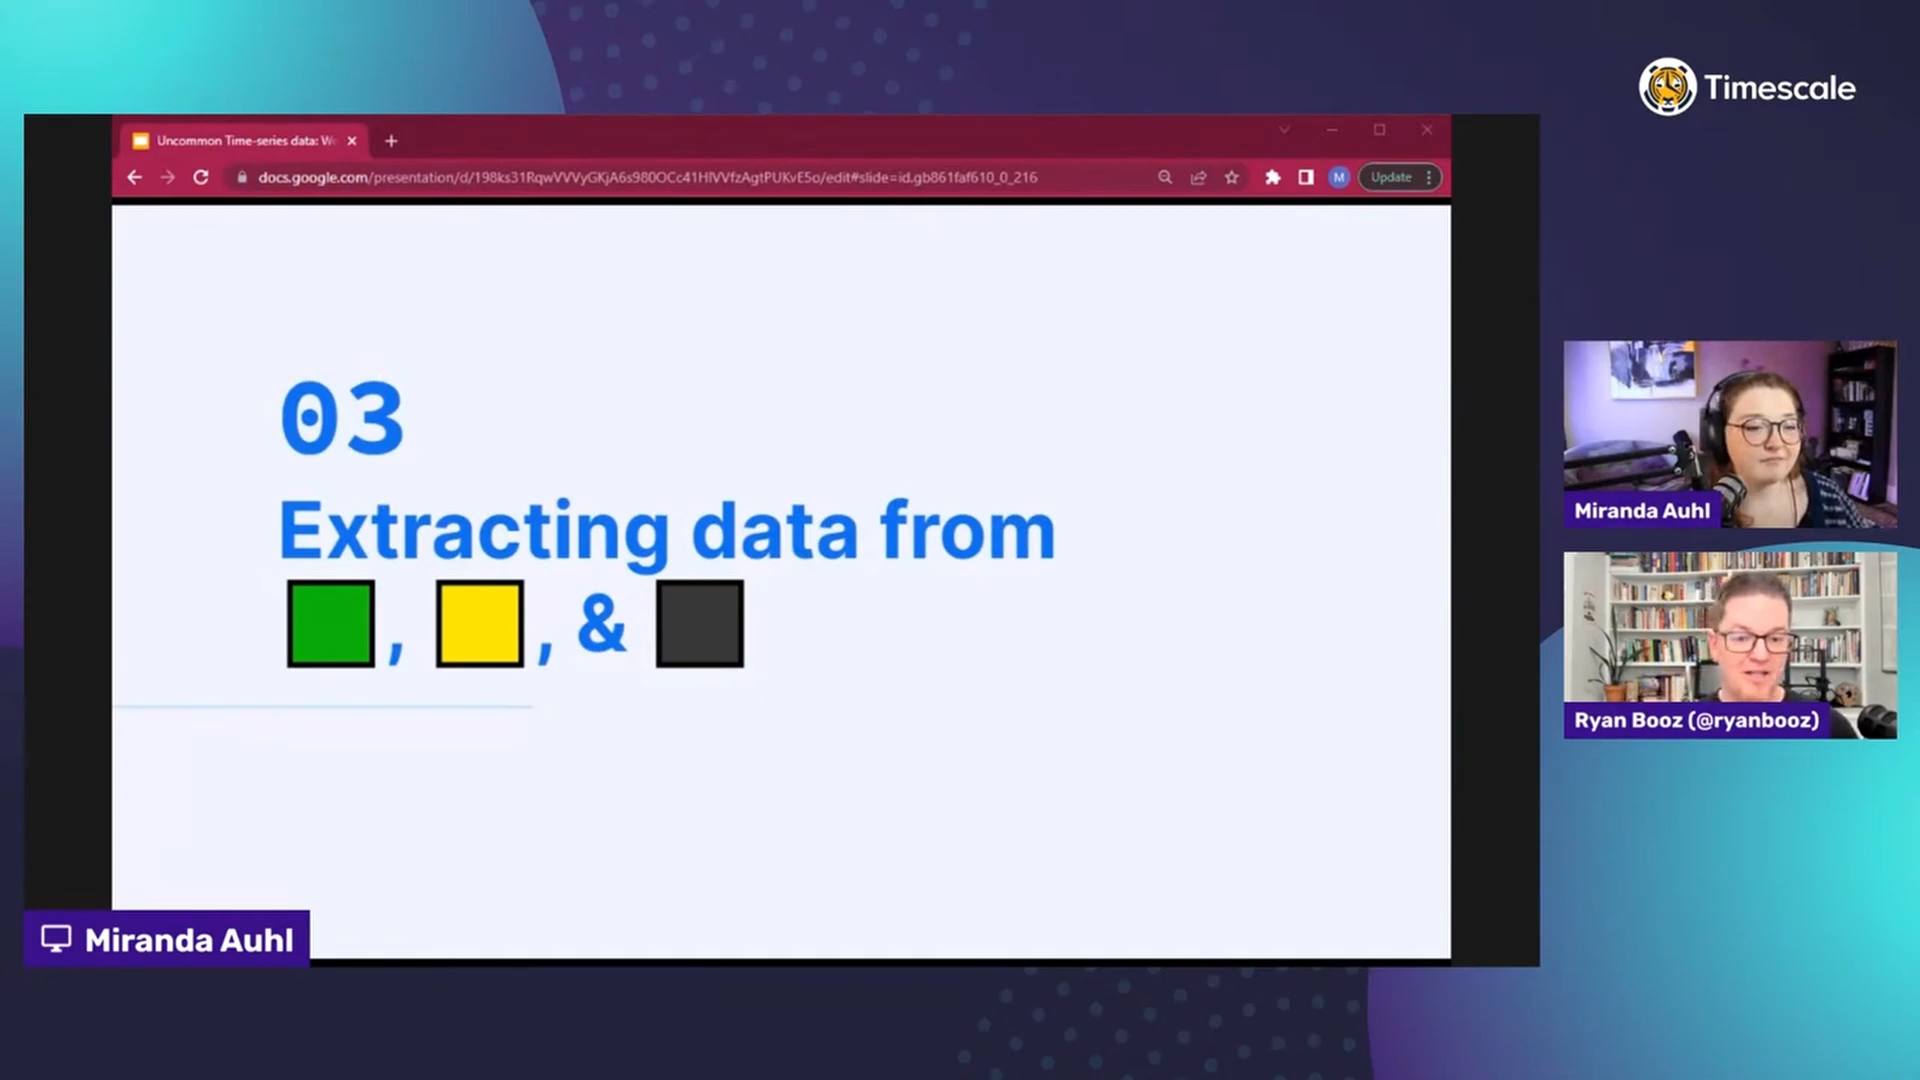 Timescale
Uncommon Time-series data: Wo
docs.google.com/presentation/d/198ks31RqwVVVyGKjA6s980OCc41HlVVfzAgtPUKvE5o/edit#slide=id.gb861faf610_0_216
M
Update
03
Extracting data from
, , &
Miranda Auhl
Ryan Booz (@ryanbooz)
Miranda Auhl